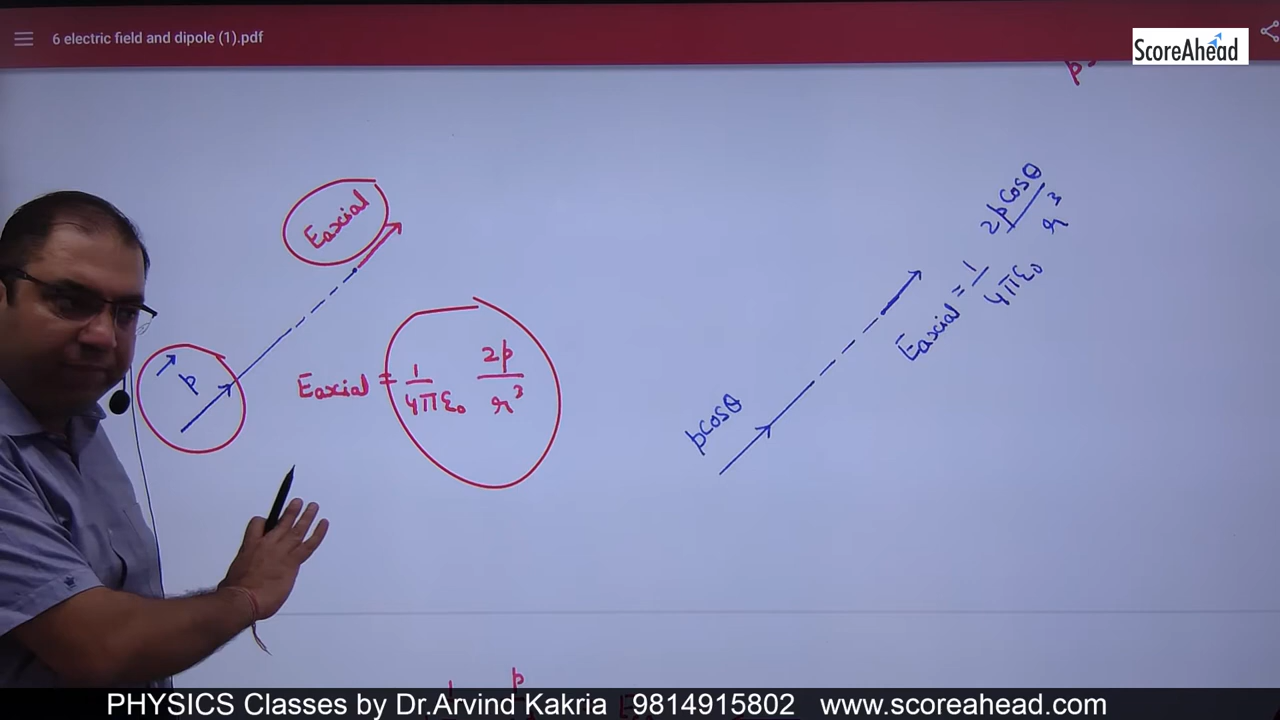 6 electric field and dipole (1).pdf
ScoreAhead
p
Eaxial
p
Eaxial = 1/4πε₀ 2p/r³
pcosθ
Eaxial = 1/4πε₀ 2pcosθ/r³
p
PHYSICS Classes by Dr.Arvind Kakria 9814915802 www.scoreahead.com